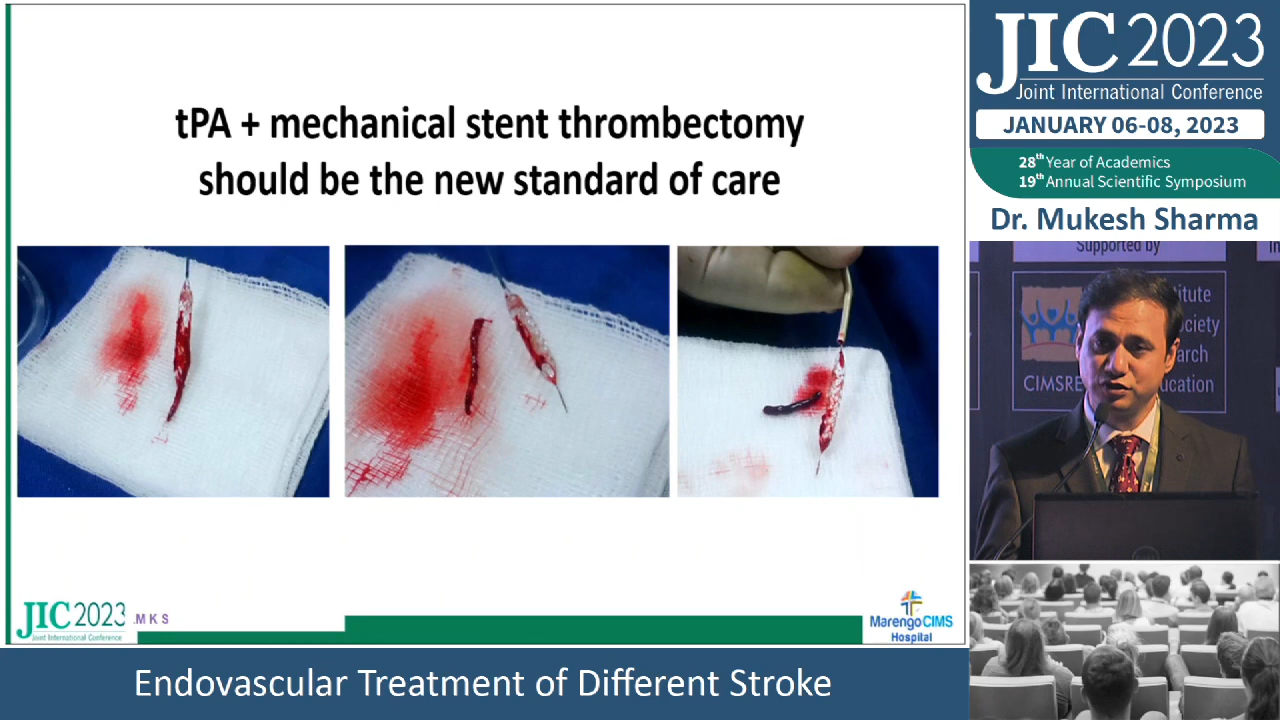 tPA + mechanical stent thrombectomy
should be the new standard of care
JIC 2023
Joint International Conference
MKS
Marengo CIMS
Hospital
Endovascular Treatment of Different Stroke
JIC 2023
Joint International Conference
JANUARY 06-08, 2023
28th Year of Academics
19th Annual Scientific Symposium
Dr. Mukesh Sharma
Supported by
CIMSRE